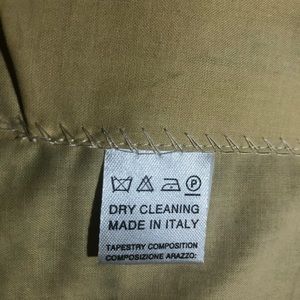 P
DRY CLEANING
MADE IN ITALY
TAPESTRY COMPOSITION
COMPOSIZIONE ARAZZO: